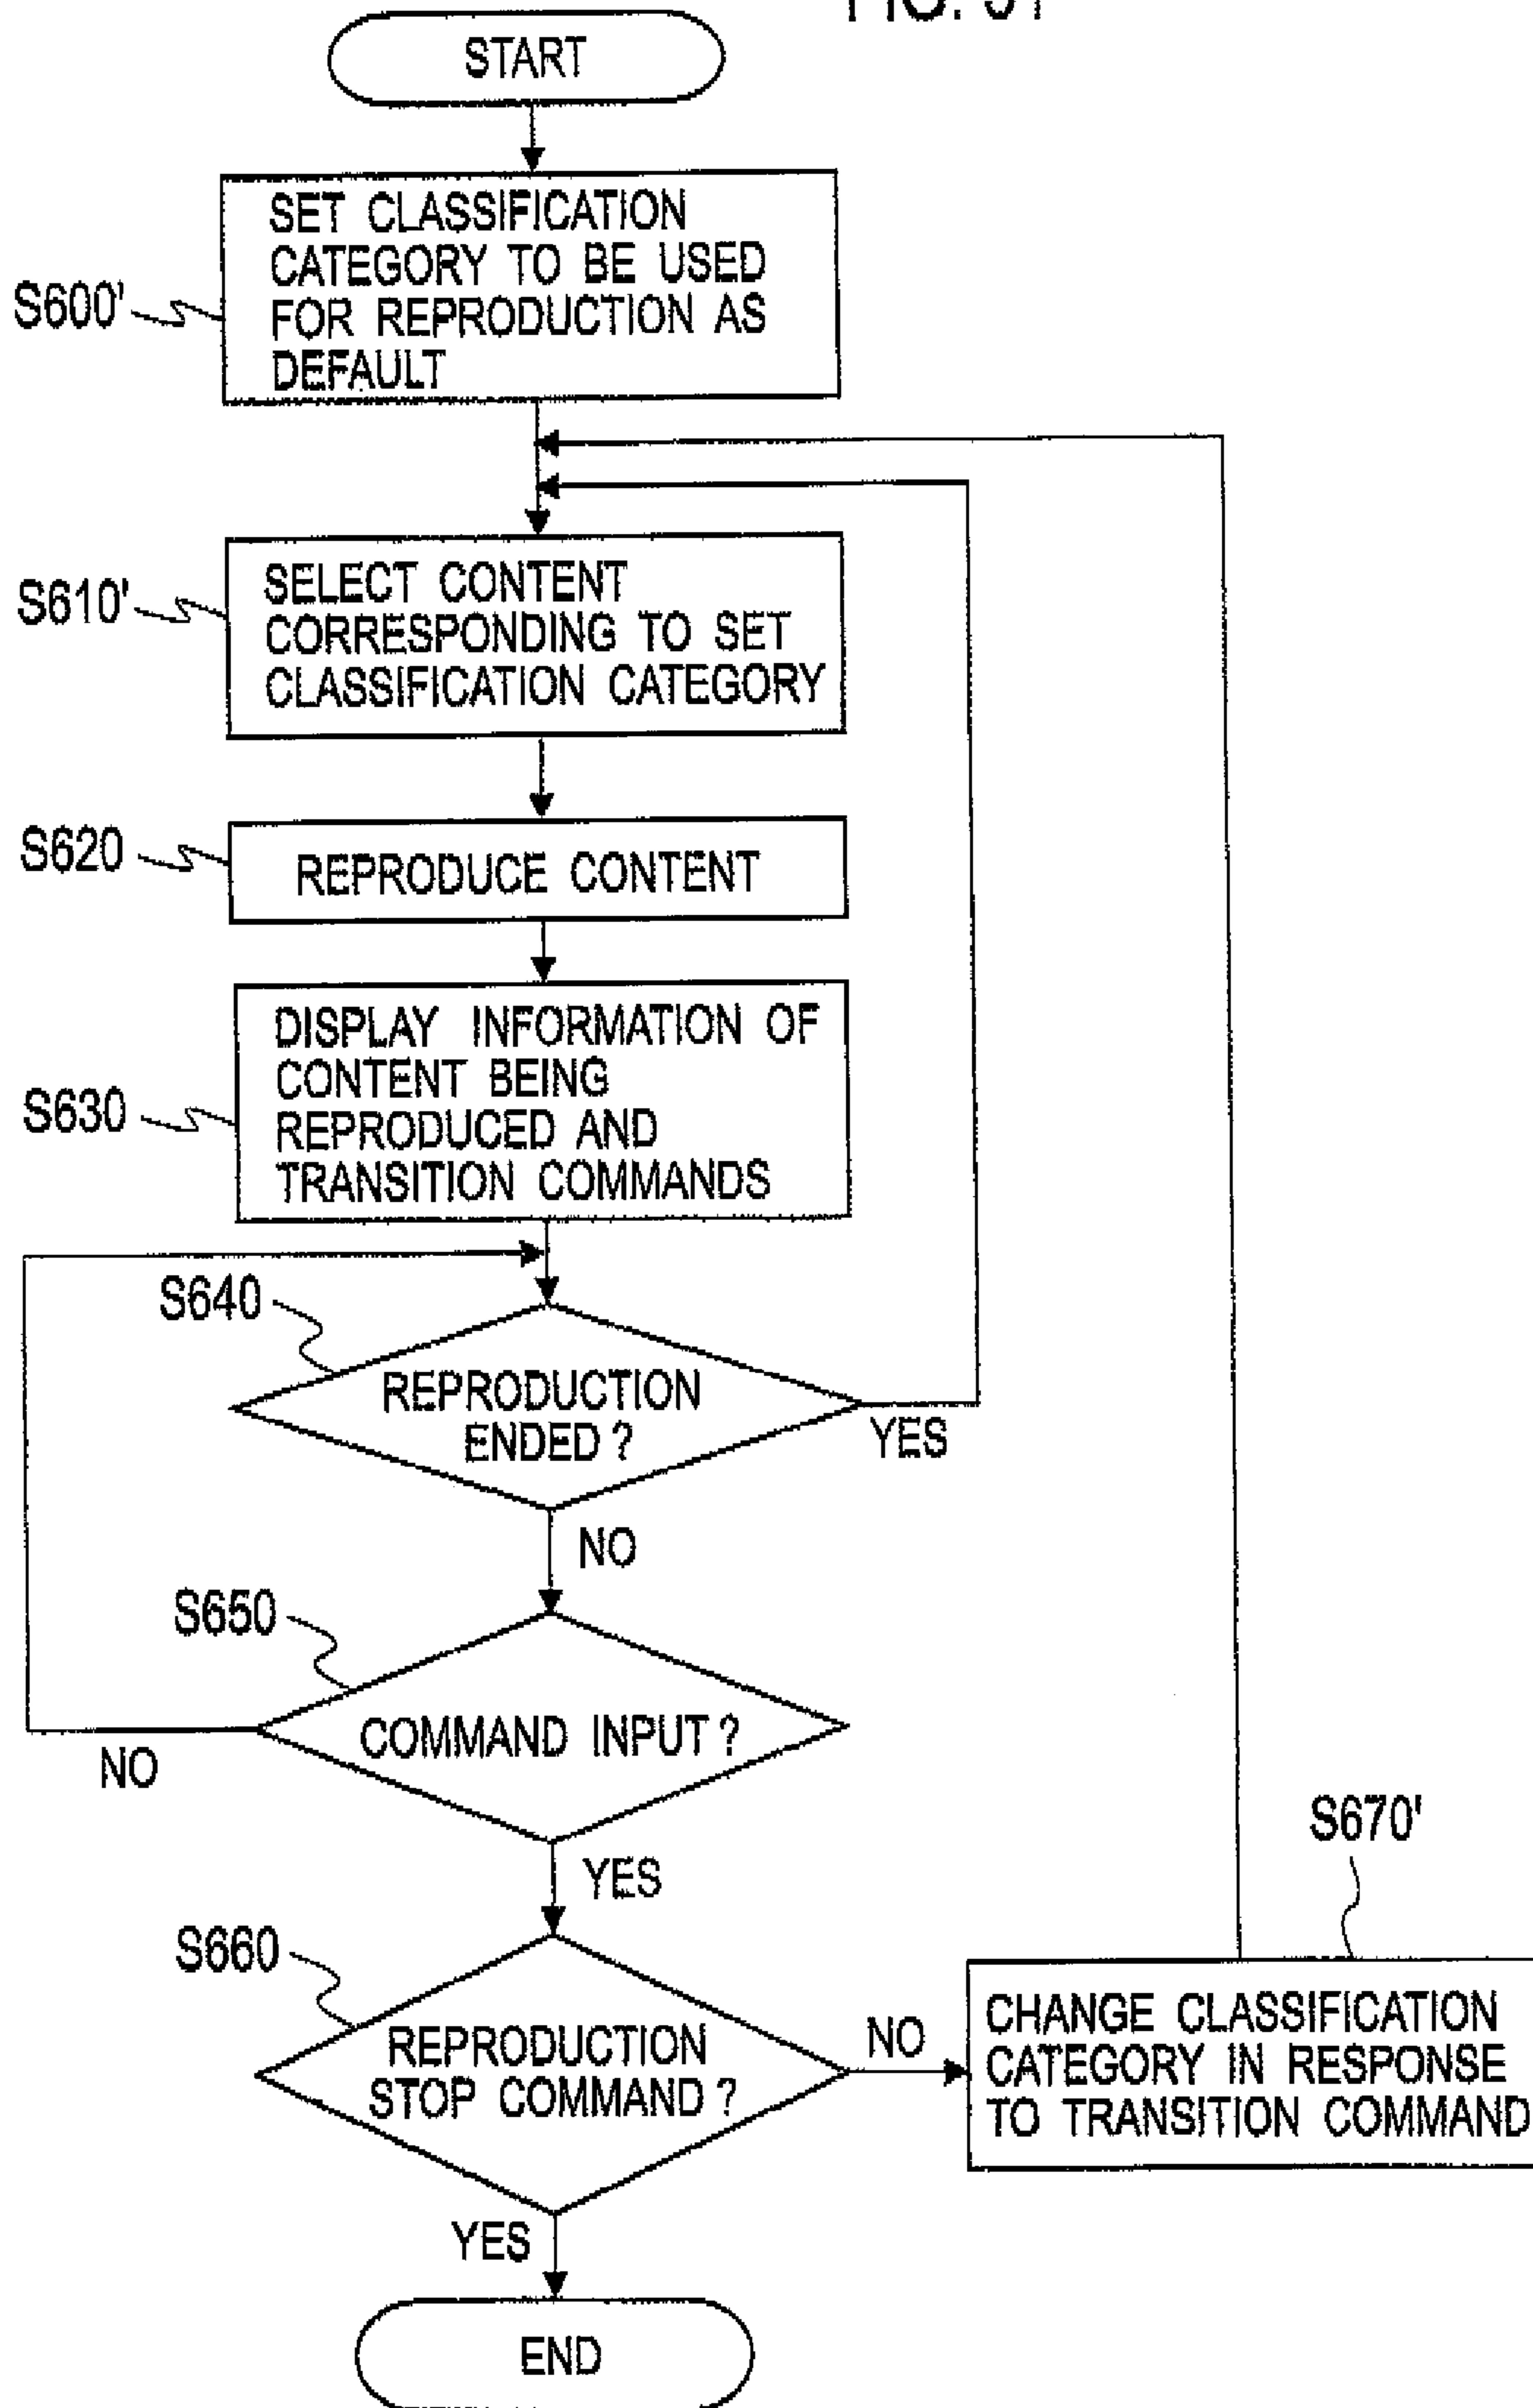 START
SET CLASSIFICATION
CATEGORY TO BE USED
FOR REPRODUCTION AS
DEFAULT
S600'
SELECT CONTENT
CORRESPONDING TO SET
CLASSIFICATION CATEGORY
S610'
REPRODUCE CONTENT
S620
DISPLAY INFORMATION OF
CONTENT BEING
REPRODUCED AND
TRANSITION COMMANDS
S630
S640
REPRODUCTION
ENDED ?
YES
NO
S650
COMMAND INPUT ?
NO
YES
S660
REPRODUCTION
STOP COMMAND ?
NO
S670'
CHANGE CLASSIFICATION
CATEGORY IN RESPONSE
TO TRANSITION COMMAND
YES
END